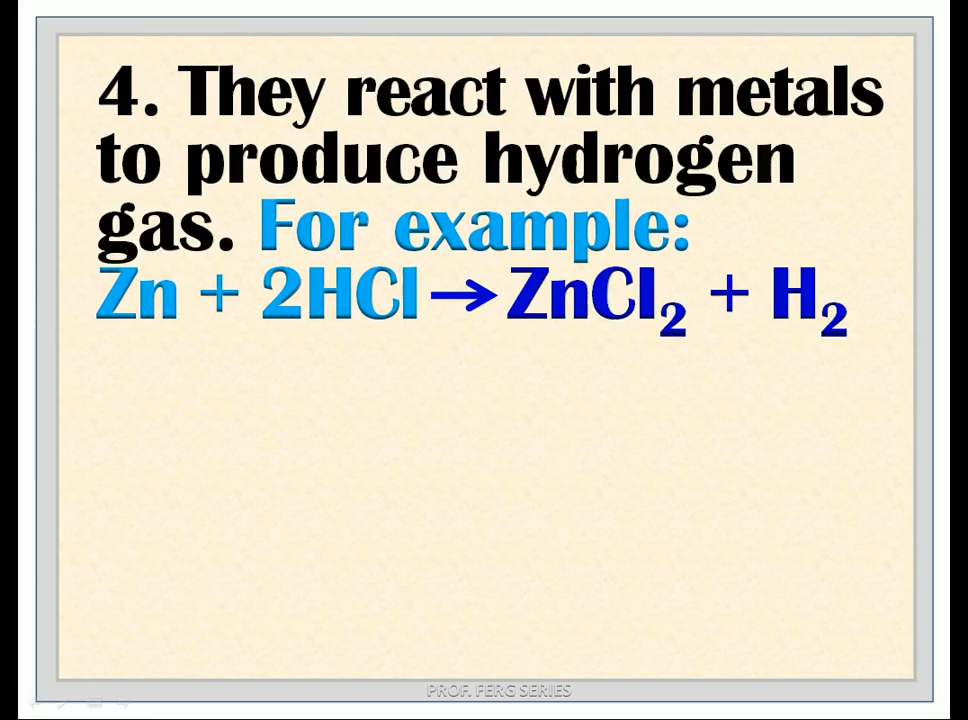 4. They react with metals
to produce hydrogen
gas. For example:
Zn + 2HCl → ZnCl₂ + H₂
PROF. FERG SERIES